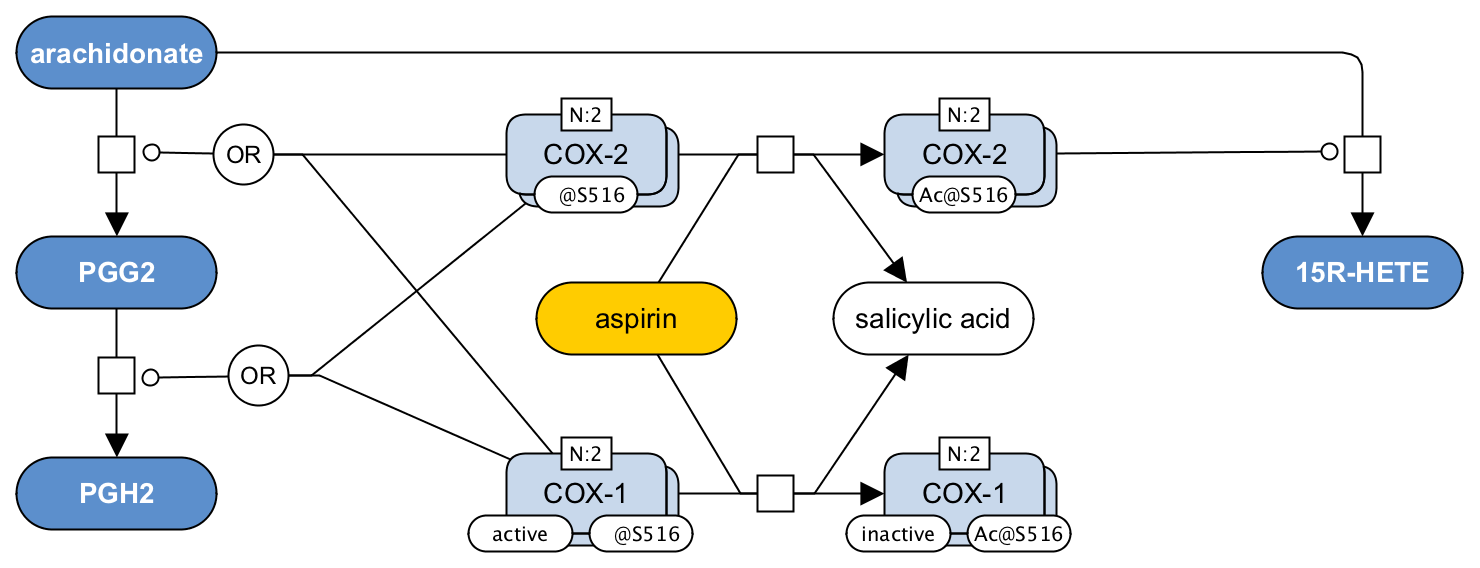 arachidonate
N:2
N:2
OR
COX-2
COX-2
@S516
Ac@S516
PGG2
15R-HETE
aspirin
salicylic acid
OR
N:2
N:2
PGH2
COX-1
COX-1
active
@S516
inactive
Ac@S516